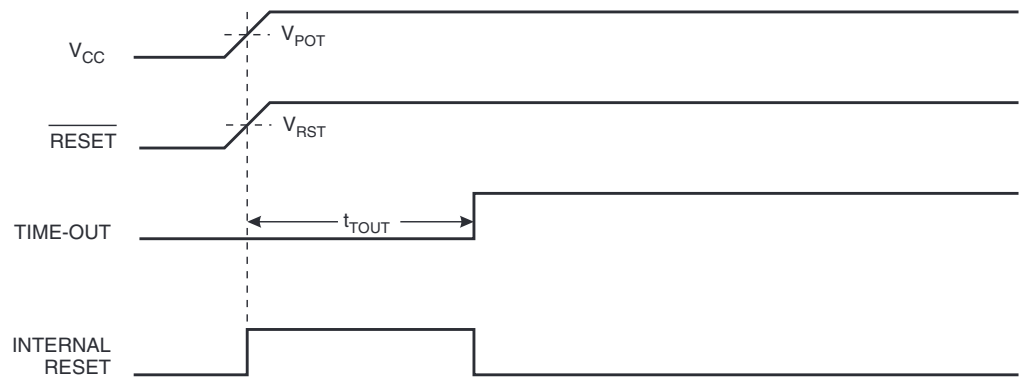 V_CC
V_POT
RESET
V_RST
TIME-OUT
t_TOUT
INTERNAL
RESET